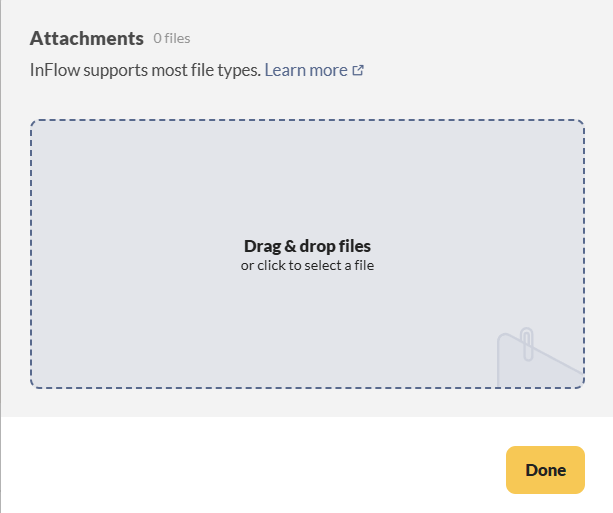 Attachments 0 files
InFlow supports most file types. Learn more
Drag & drop files
or click to select a file
Done